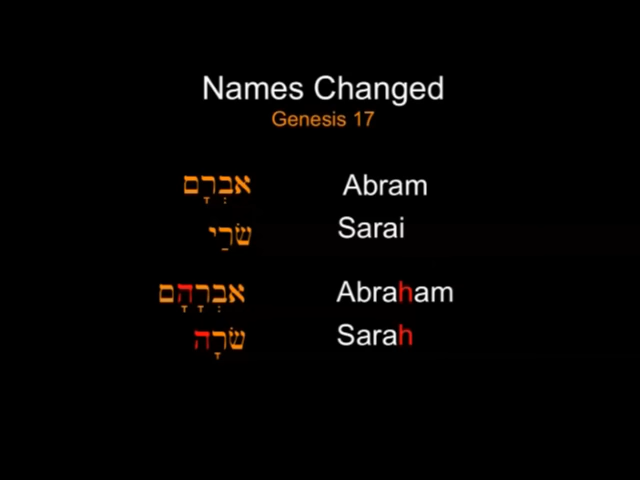 Names Changed
Genesis 17
אַבְרָם Abram
שָׂרַי Sarai
אַבְרָהָם Abraham
שָׂרָה Sarah